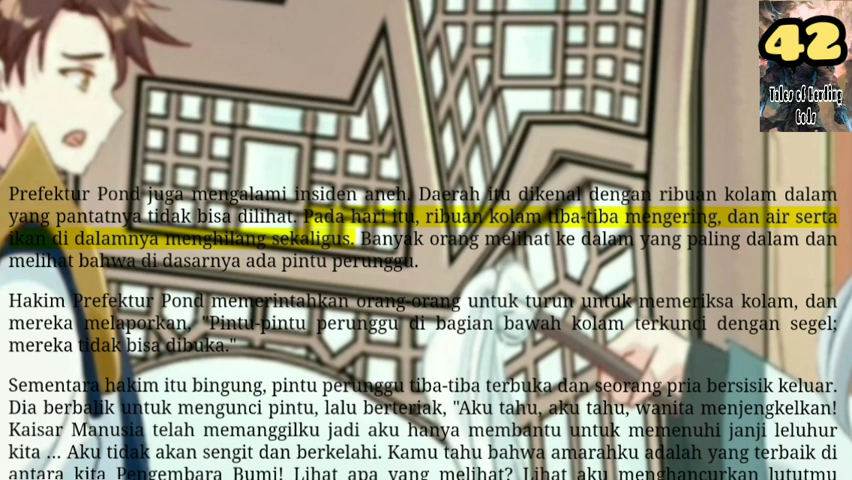 42
Tales of Herding
Gods
Prefektur Pond juga mengalami insiden aneh. Daerah itu dikenal dengan ribuan kolam dalam
yang pantatnya tidak bisa dilihat. Pada hari itu, ribuan kolam tiba-tiba mengering, dan air serta
ikan di dalamnya menghilang sekaligus. Banyak orang melihat ke dalam yang paling dalam dan
melihat bahwa di dasarnya ada pintu perunggu.
Hakim Prefektur Pond memerintahkan orang-orang untuk turun untuk memeriksa kolam, dan
mereka melaporkan, "Pintu-pintu perunggu di bagian bawah kolam terkunci dengan segel;
mereka tidak bisa dibuka."
Sementara hakim itu bingung, pintu perunggu tiba-tiba terbuka dan seorang pria bersisik keluar.
Dia berbalik untuk mengunci pintu, lalu berteriak, "Aku tahu, aku tahu, wanita menjengkelkan!
Kaisar Manusia telah memanggilku jadi aku hanya membantu untuk memenuhi janji leluhur
kita ... Aku tidak akan sengit dan berkelahi. Kamu tahu bahwa amarahku adalah yang terbaik di
antara kita Pengembara Bumi! Lihat apa yang melihat? Lihat aku menghancurkan lututmu